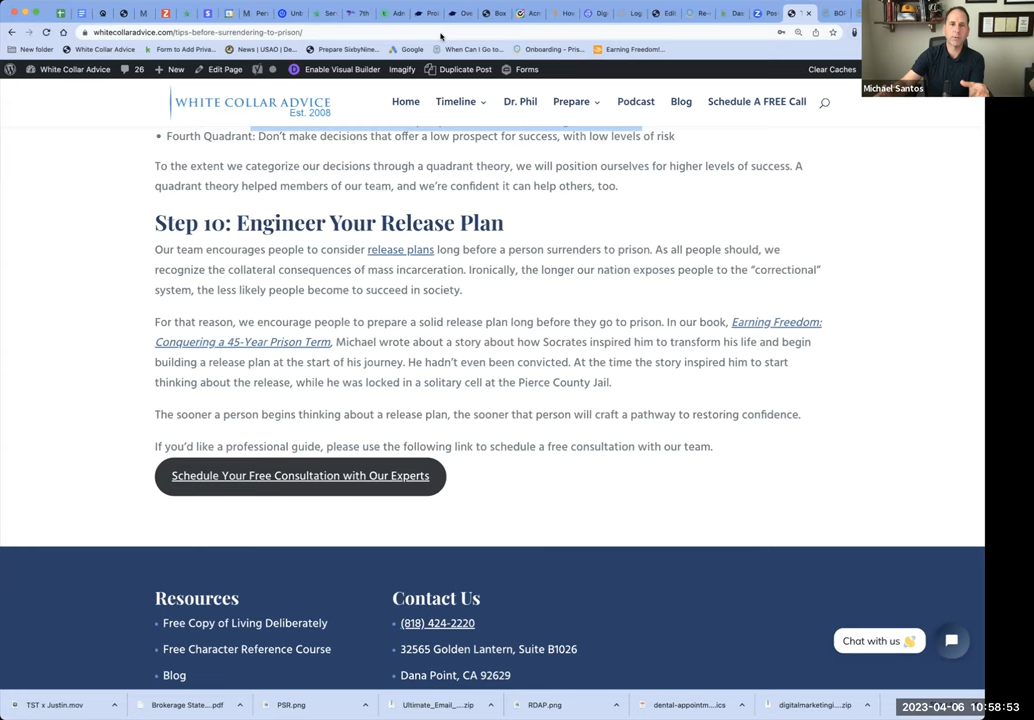 Per
Unb
Ser
7th
Adn
Prov
Ove
Box
Acn
Hov
Digi
Log
Edi
Re-
Das
Pos
T
BOP
whitecollaradvice.com/tips-before-surrendering-to-prison/
New folder
White Collar Advice
Form to Add Priva...
News | USAO | De...
Prepare SixbyNine...
Google
When Can I Go to...
Onboarding - Pris...
Earning Freedom!...
White Collar Advice
26
New
Edit Page
Enable Visual Builder
Imagify
Duplicate Post
Forms
Clear Caches
Michael Santos
WHITE COLLAR ADVICE
Est. 2008
Home
Timeline
Dr. Phil
Prepare
Podcast
Blog
Schedule A FREE Call
• Fourth Quadrant: Don't make decisions that offer a low prospect for success, with low levels of risk
To the extent we categorize our decisions through a quadrant theory, we will position ourselves for higher levels of success. A
quadrant theory helped members of our team, and we're confident it can help others, too.
Step 10: Engineer Your Release Plan
Our team encourages people to consider release plans long before a person surrenders to prison. As all people should, we
recognize the collateral consequences of mass incarceration. Ironically, the longer our nation exposes people to the "correctional"
system, the less likely people become to succeed in society.
For that reason, we encourage people to prepare a solid release plan long before they go to prison. In our book, Earning Freedom:
Conquering a 45-Year Prison Term, Michael wrote about a story about how Socrates inspired him to transform his life and begin
building a release plan at the start of his journey. He hadn't even been convicted. At the time the story inspired him to start
thinking about the release, while he was locked in a solitary cell at the Pierce County Jail.
The sooner a person begins thinking about a release plan, the sooner that person will craft a pathway to restoring confidence.
If you'd like a professional guide, please use the following link to schedule a free consultation with our team.
Schedule Your Free Consultation with Our Experts
Resources
• Free Copy of Living Deliberately
• Free Character Reference Course
• Blog
Contact Us
• (818) 424-2220
• 32565 Golden Lantern, Suite B1026
• Dana Point, CA 92629
Chat with us 👋
TST x Justin.mov
Brokerage State....pdf
PSR.png
Ultimate_Email_....zip
RDAP.png
dental-appointm....ics
digitalmarketingi....zip
2023-04-06 10:58:53